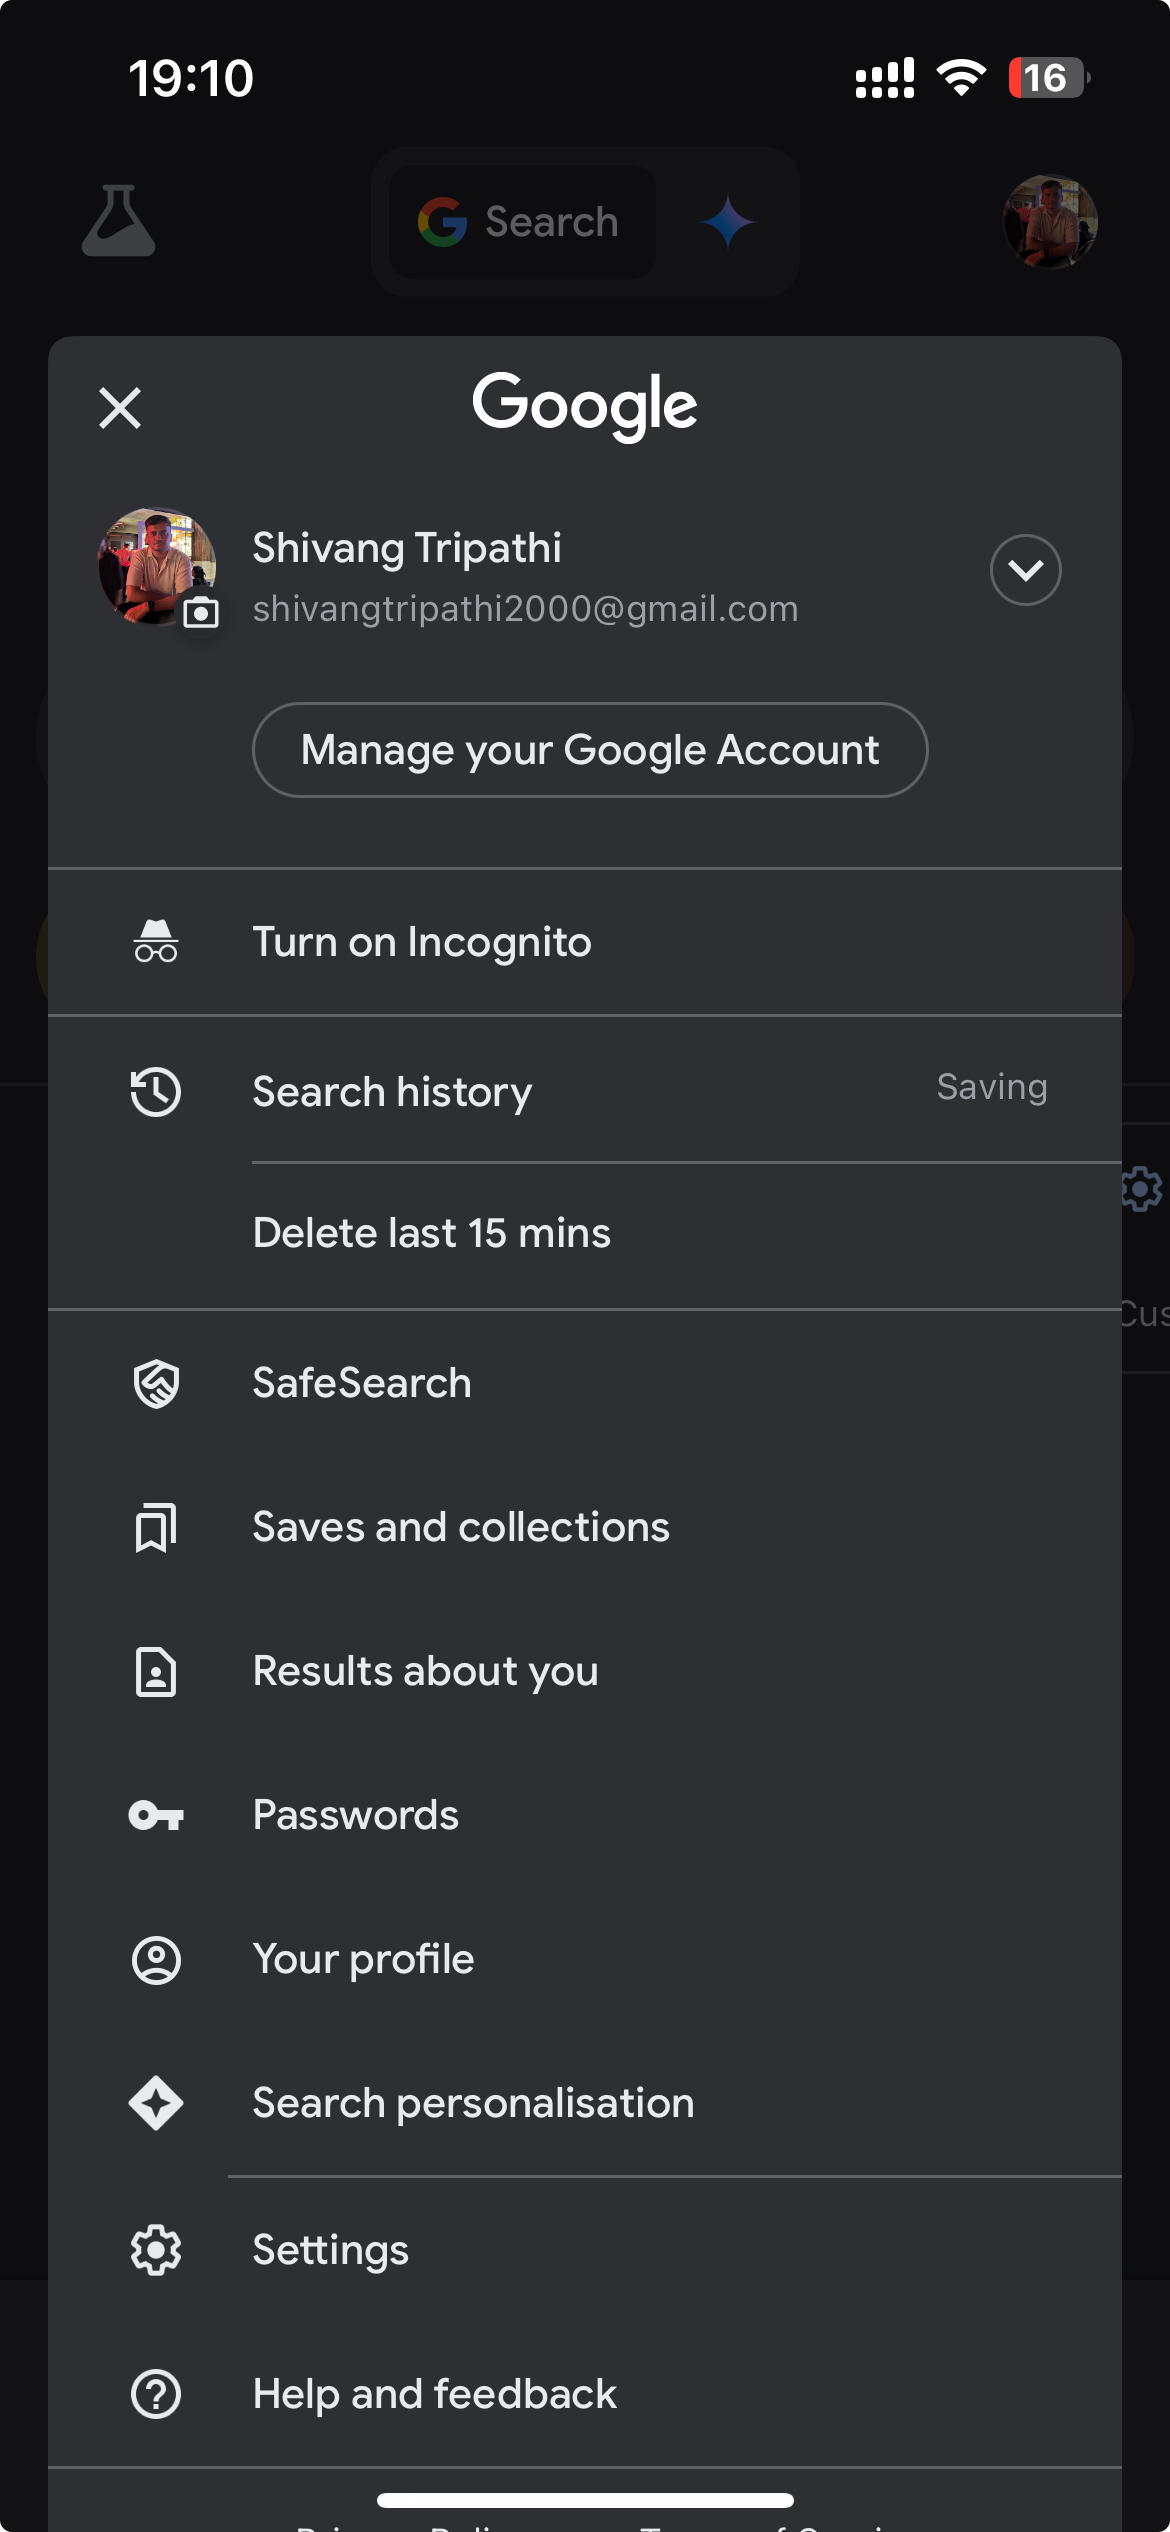 19:10
16
Search
Google
Shivang Tripathi
shivangtripathi2000@gmail.com
Manage your Google Account
Turn on Incognito
Search history
Saving
Delete last 15 mins
SafeSearch
Cus
Saves and collections
Results about you
Passwords
Your profile
Search personalisation
Settings
Help and feedback